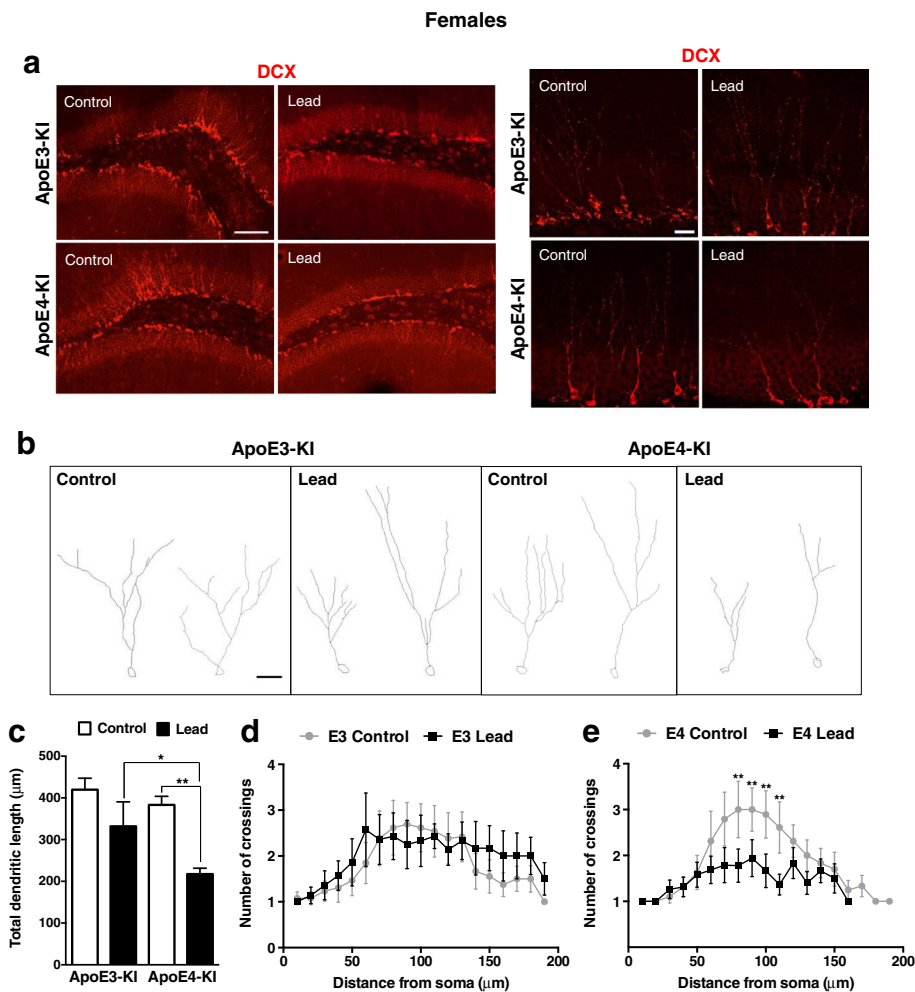 Females
a
DCX
DCX
Control
Lead
Control
Lead
ApoE3-KI
ApoE3-KI
Control
Lead
Control
Lead
ApoE4-KI
ApoE4-KI
b
ApoE3-KI
ApoE4-KI
Control
Lead
Control
Lead
c
Control
Lead
Total dendritic length (μm)
500
400
300
200
100
0
*
**
ApoE3-KI
ApoE4-KI
d
E3 Control
E3 Lead
Number of crossings
4
3
2
1
0
0
50
100
150
200
Distance from soma (μm)
e
E4 Control
E4 Lead
Number of crossings
4
3
2
1
0
** ** ** **
0
50
100
150
200
Distance from soma (μm)